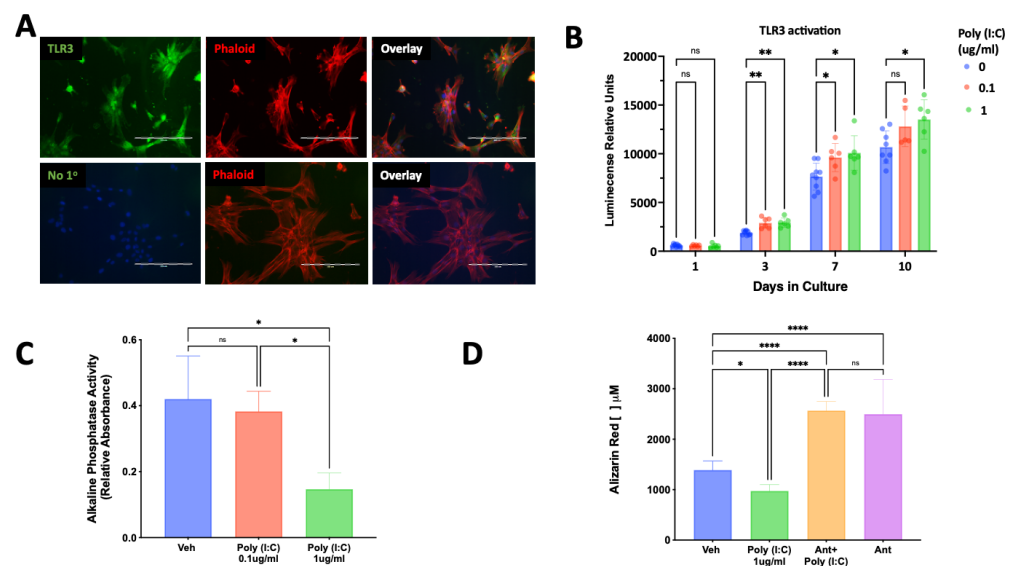 A
TLR3
Phaloid
Overlay
No 1º
Phaloid
Overlay
B
TLR3 activation
Poly (I:C)
(ug/ml)
0
0.1
1
ns
ns
**
**
*
*
*
ns
Luminecense Relative Units
20000
15000
10000
5000
0
1
3
7
10
Days in Culture
C
Alkaline Phosphatase Activity
(Relative Absorbance)
0.6
0.4
0.2
0.0
*
ns
*
Veh
Poly (I:C)
0.1ug/ml
Poly (I:C)
1ug/ml
D
Alizarin Red [ ] µM
4000
3000
2000
1000
0
****
****
*
****
ns
Veh
Poly (I:C)
1ug/ml
Ant+
Poly (I:C)
Ant